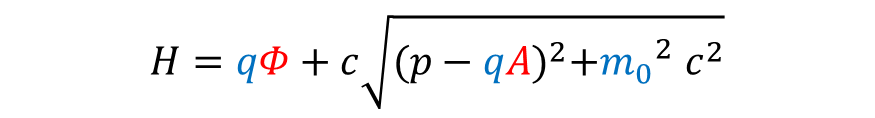 H = qΦ + c√(p − qA)²+m₀² c²